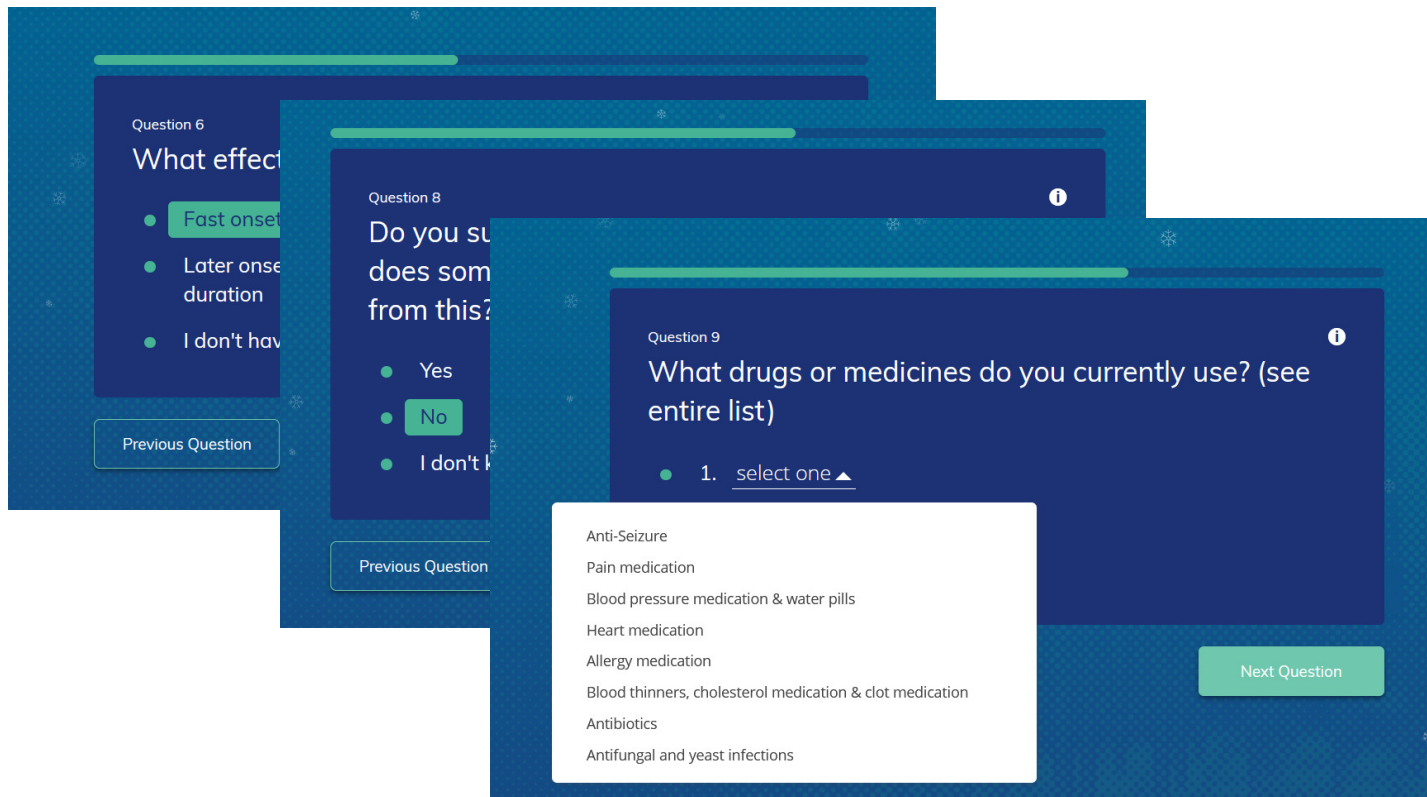 Question 6
What effect
Fast onset
Later onse
duration
I don't hav
Previous Question
Question 8
Do you su
does som
from this?
Yes
No
I don't k
Previous Question
Question 9
What drugs or medicines do you currently use? (see
entire list)
1. select one
Anti-Seizure
Pain medication
Blood pressure medication & water pills
Heart medication
Allergy medication
Blood thinners, cholesterol medication & clot medication
Antibiotics
Antifungal and yeast infections
Next Question